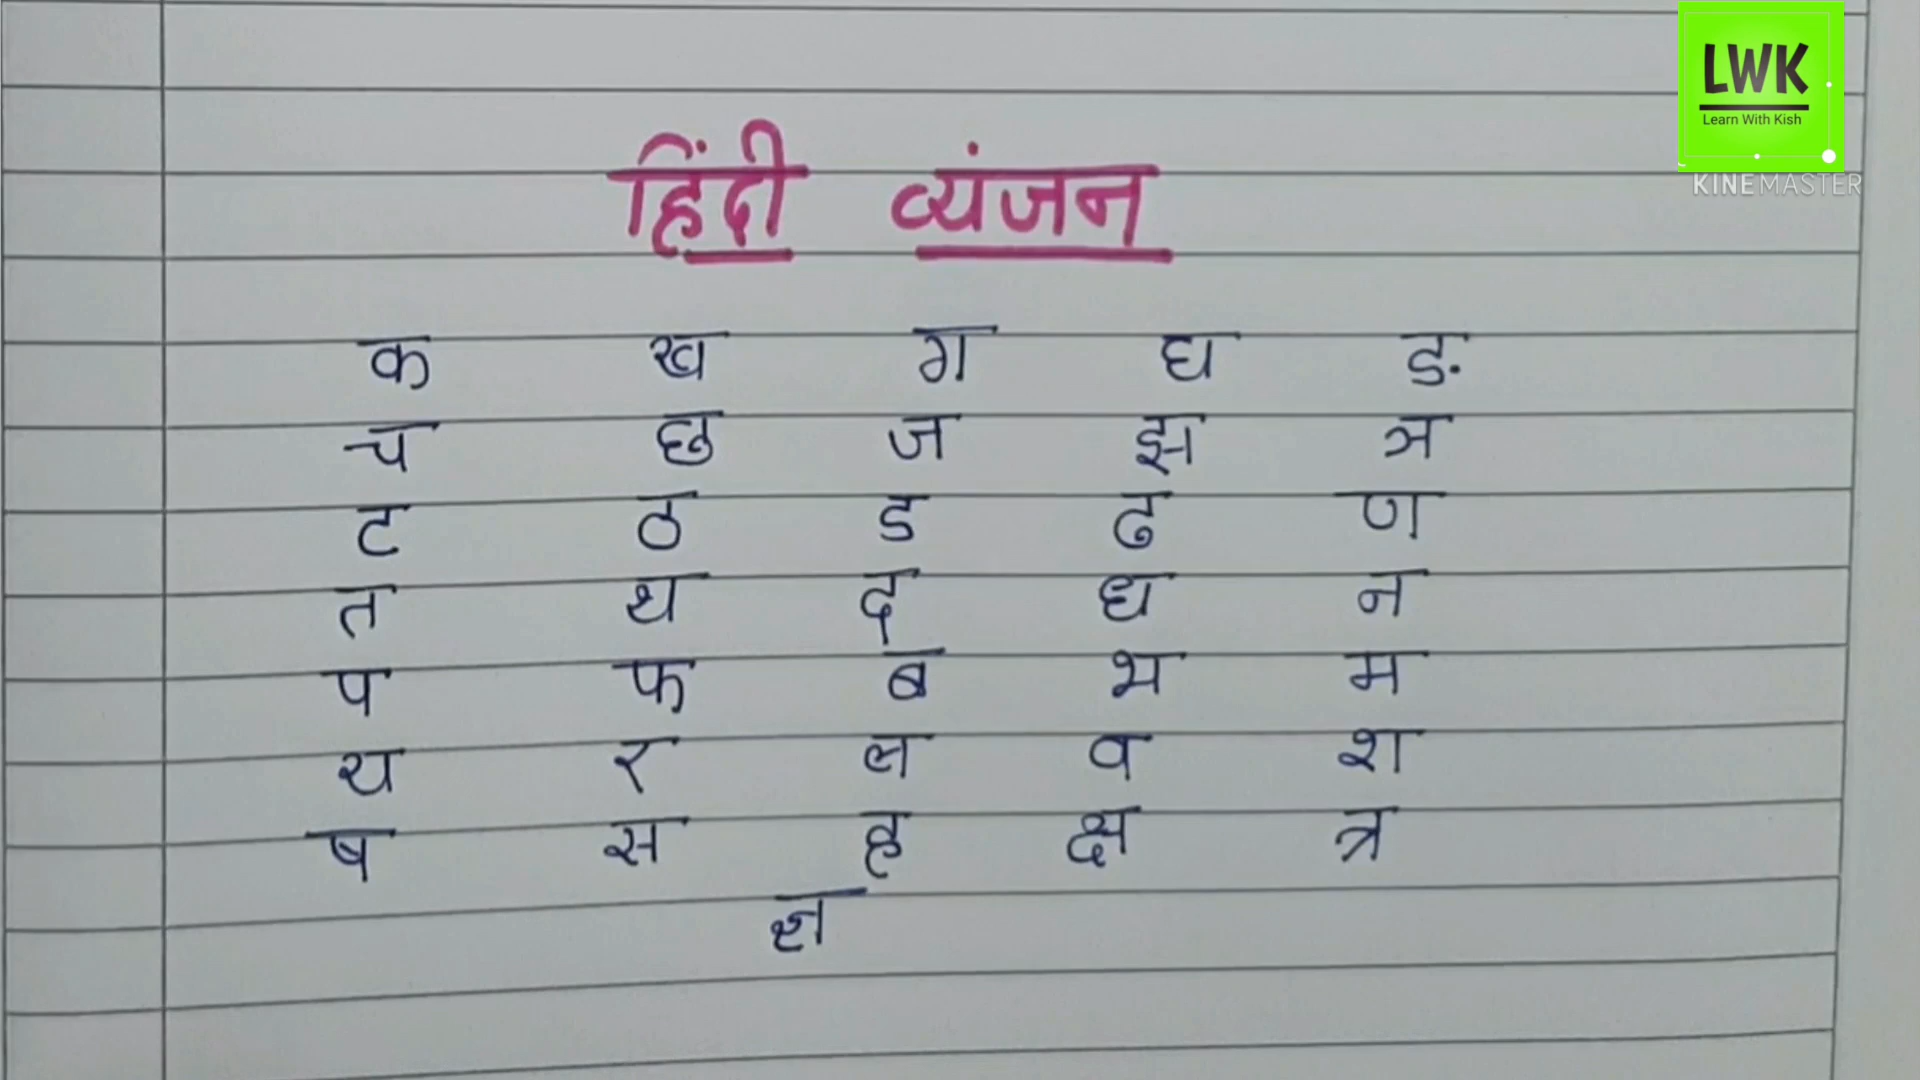 LWK
Learn With Kish
KINEMASTER
हिंदी व्यंजन
क ख ग घ ङ
च छ ज झ ञ
ट ठ ड ढ ण
त थ द ध न
प फ ब भ म
य र ल व श
ष स ह क्ष त्र
ज्ञ